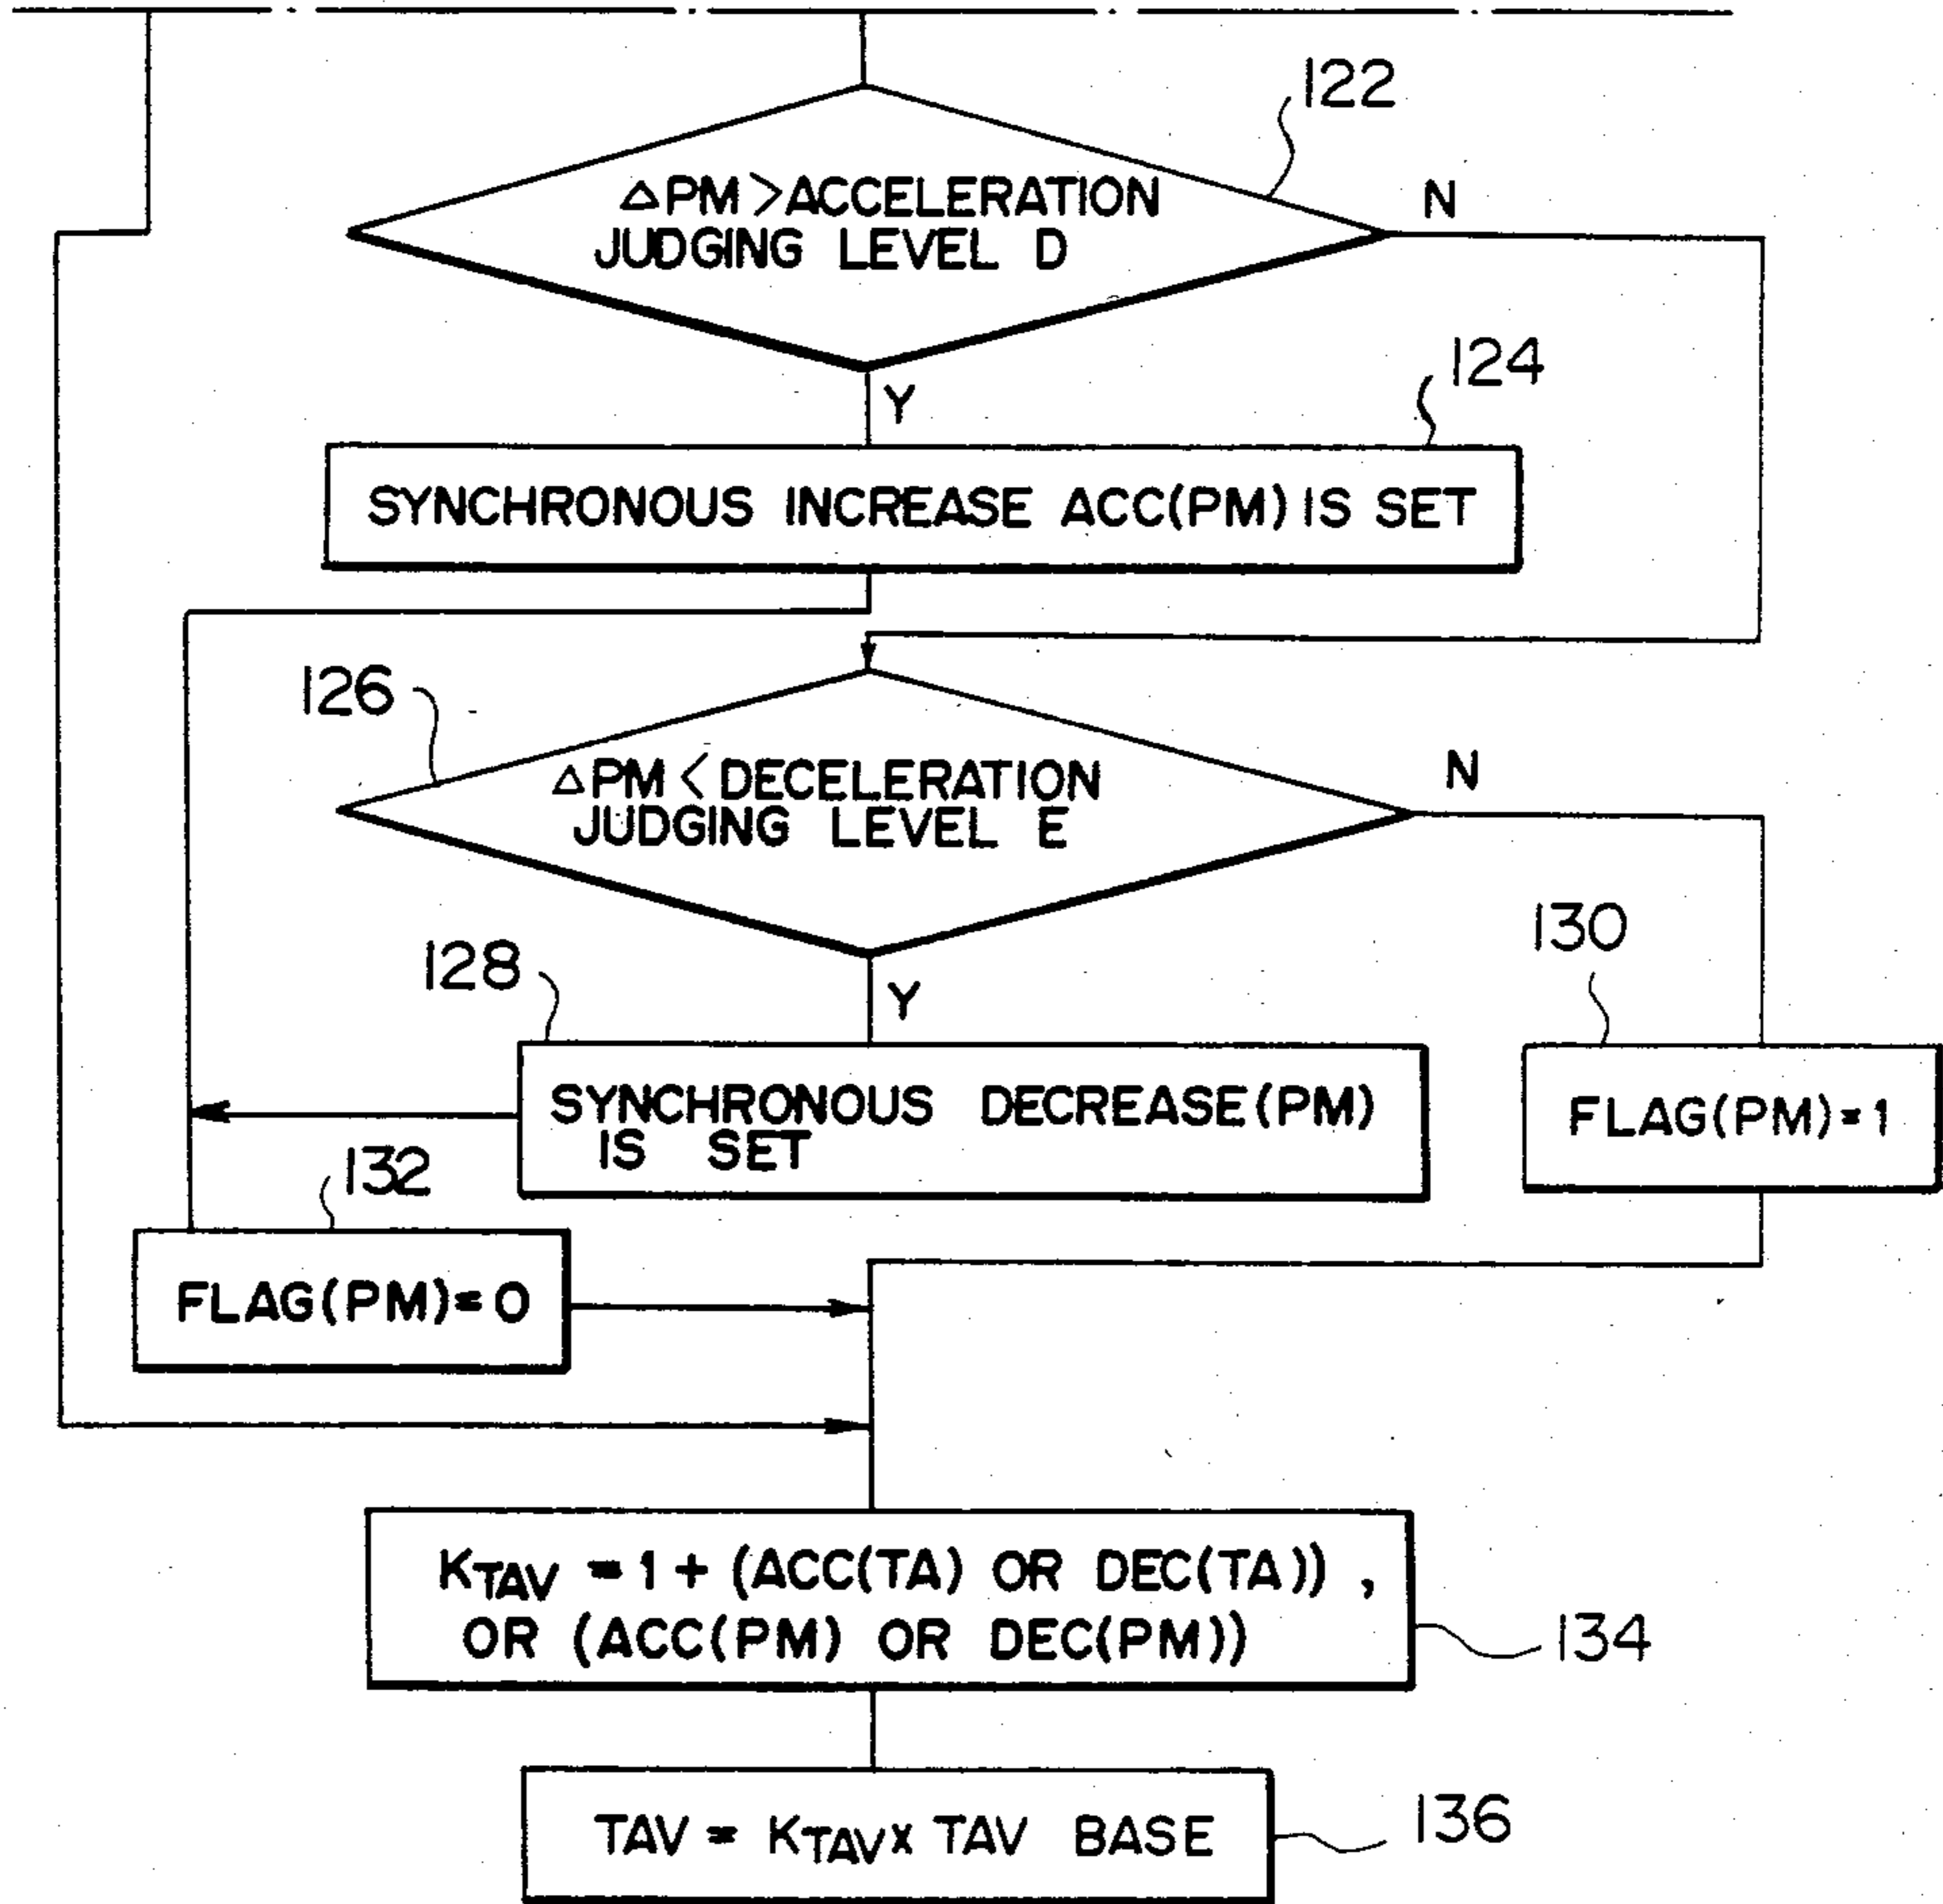 122
△PM >ACCELERATION
JUDGING LEVEL D
N
Y
124
SYNCHRONOUS INCREASE ACC(PM) IS SET
126
△PM < DECELERATION
JUDGING LEVEL E
N
Y
128
SYNCHRONOUS DECREASE(PM)
IS SET
130
FLAG(PM)=1
132
FLAG(PM)=0
KTAV = 1 + (ACC(TA) OR DEC(TA)) ,
OR (ACC(PM) OR DEC(PM))
134
TAV = KTAV x TAV BASE
136